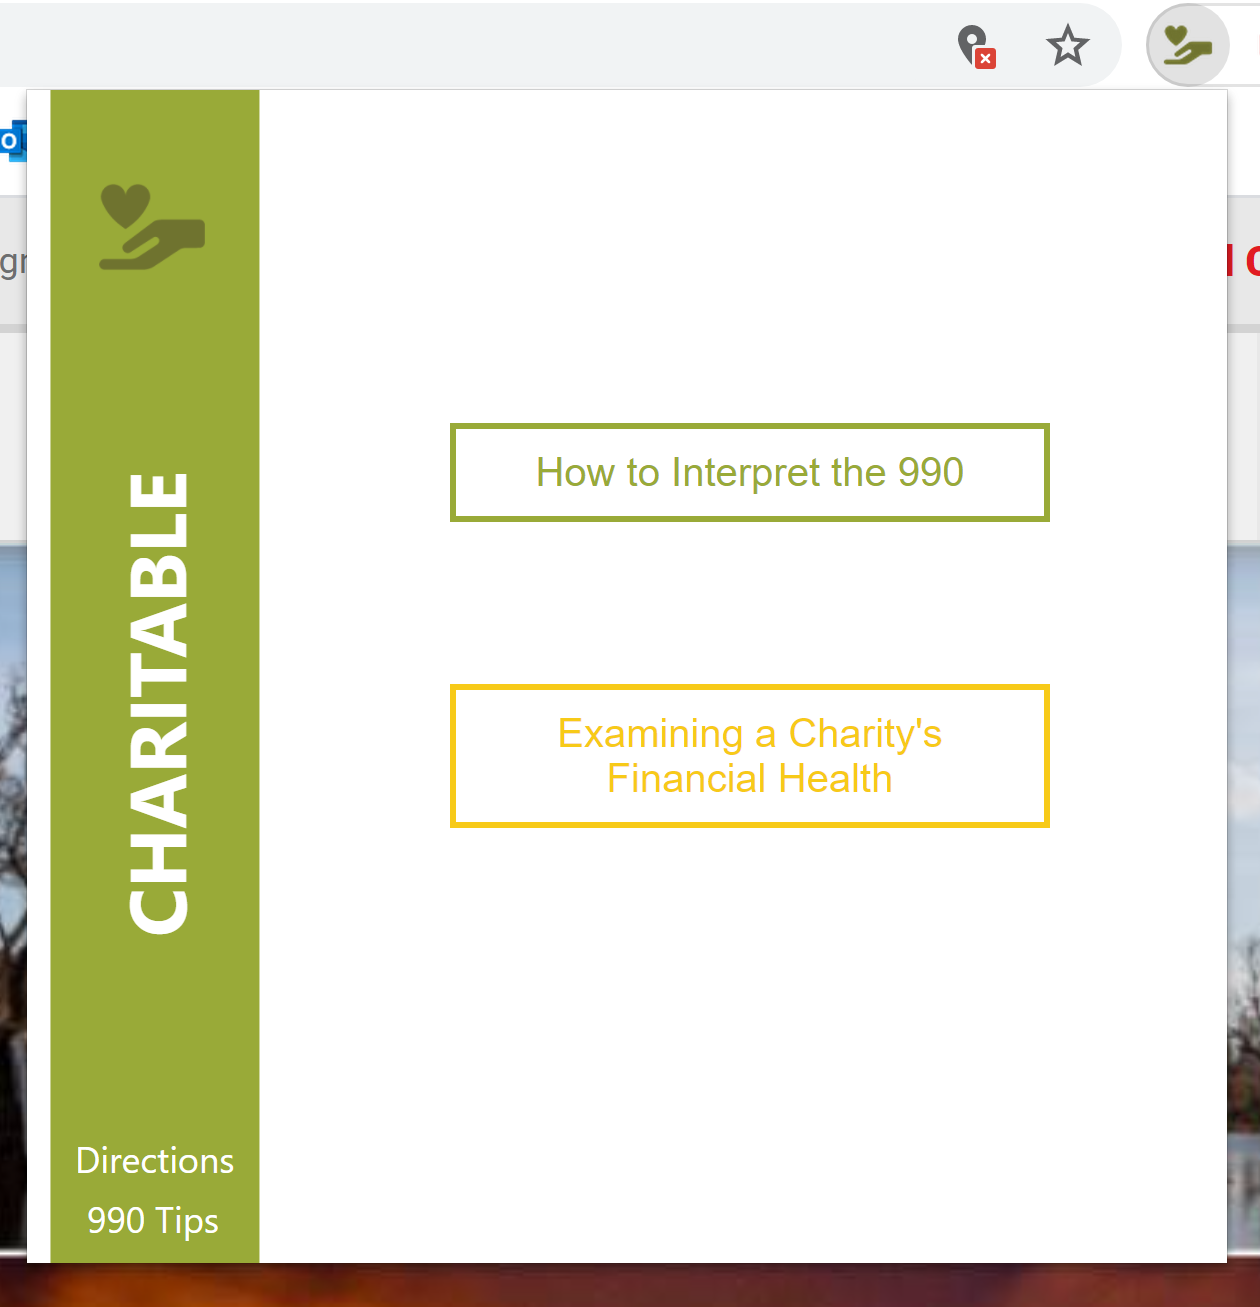 CHARITABLE
How to Interpret the 990
Examining a Charity's
Financial Health
Directions
990 Tips